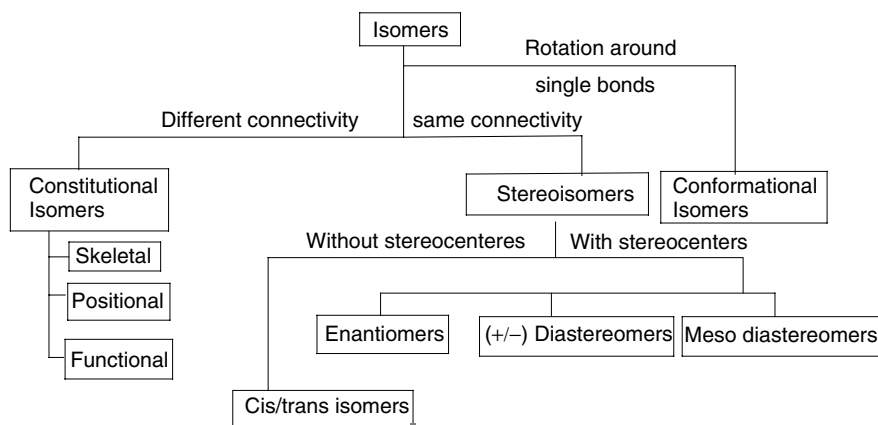 Isomers
Rotation around
single bonds
Different connectivity
same connectivity
Constitutional
Isomers
Stereoisomers
Conformational
Isomers
Without stereocenteres
With stereocenters
Skeletal
Positional
Functional
Enantiomers
(+/−) Diastereomers
Meso diastereomers
Cis/trans isomers